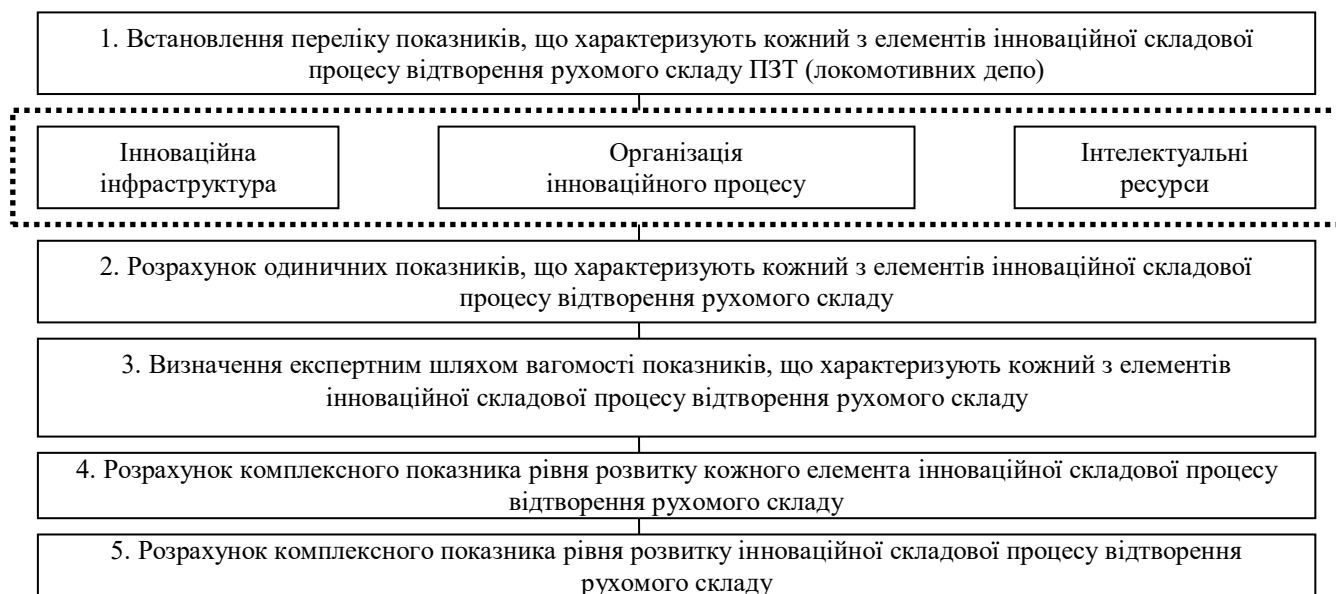 1. Встановлення переліку показників, що характеризують кожний з елементів інноваційної складової
процесу відтворення рухомого складу ПЗТ (локомотивних депо)
Інноваційна
інфраструктура
Організація
інноваційного процесу
Інтелектуальні
ресурси
2. Розрахунок одиничних показників, що характеризують кожний з елементів інноваційної складової
процесу відтворення рухомого складу
3. Визначення експертним шляхом вагомості показників, що характеризують кожний з елементів
інноваційної складової процесу відтворення рухомого складу
4. Розрахунок комплексного показника рівня розвитку кожного елемента інноваційної складової процесу
відтворення рухомого складу
5. Розрахунок комплексного показника рівня розвитку інноваційної складової процесу відтворення
рухомого складу